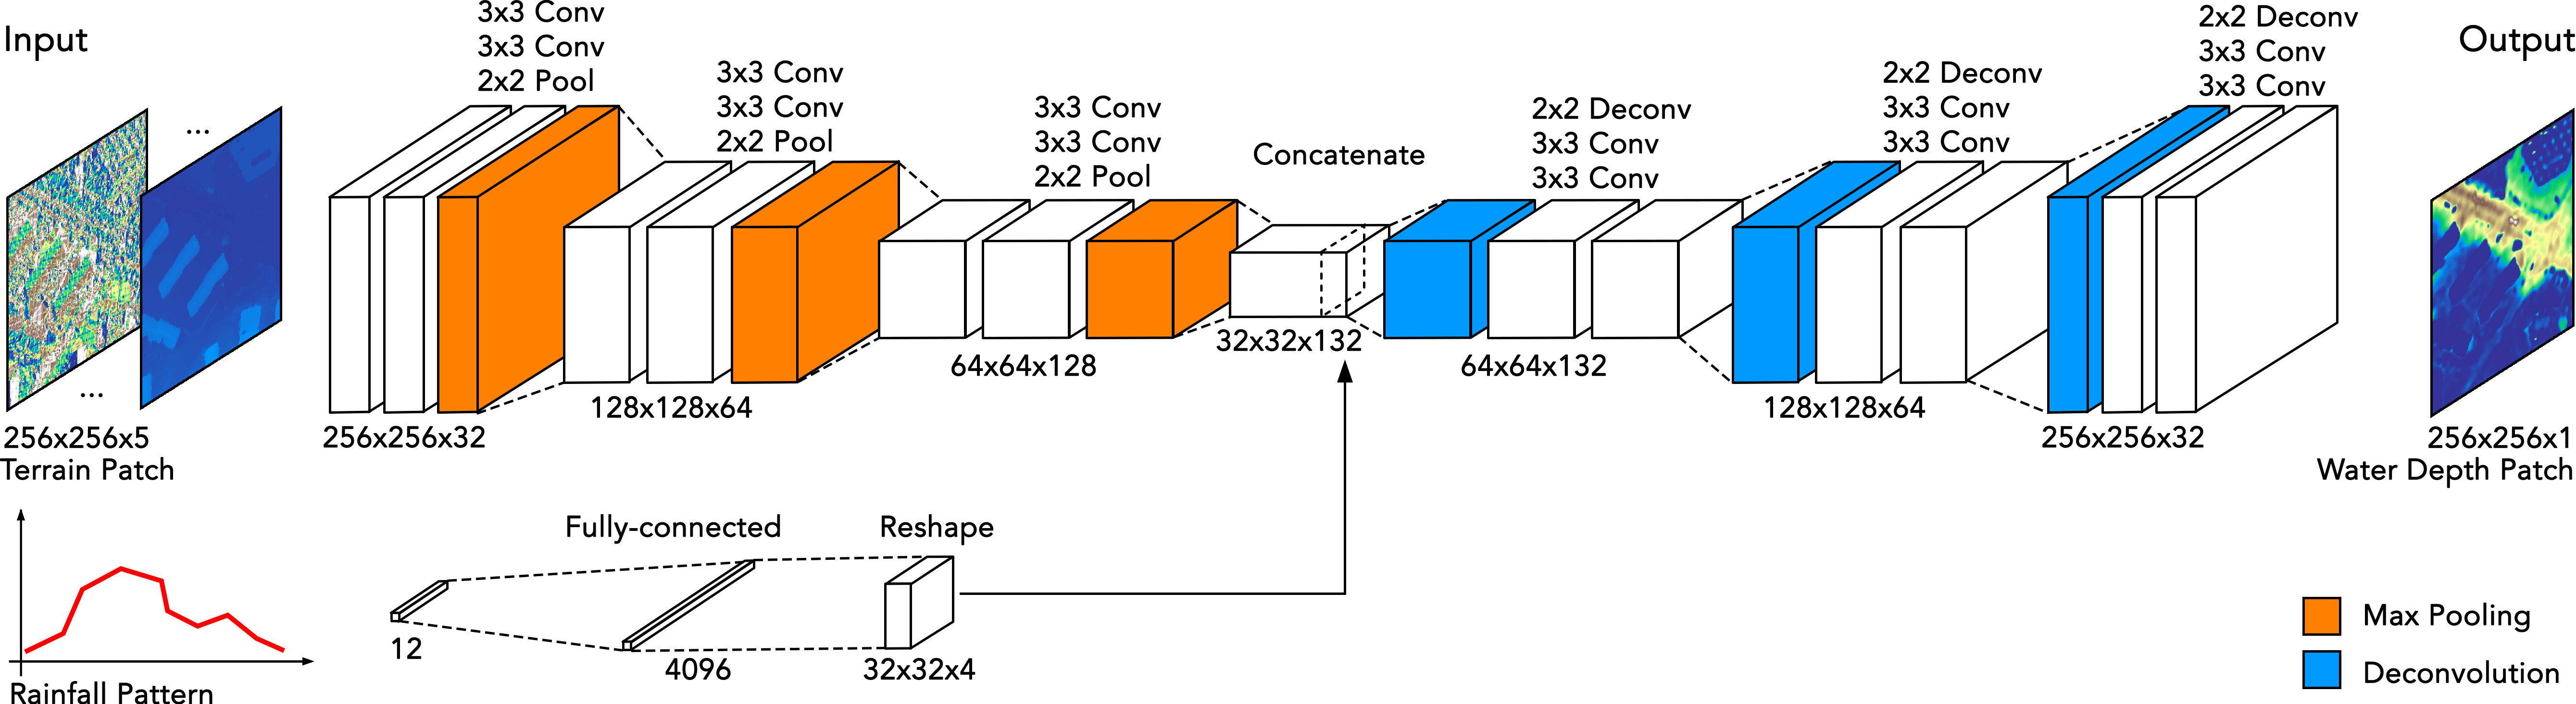 Input
...
...
256x256x5
Terrain Patch
3x3 Conv
3x3 Conv
2x2 Pool
256x256x32
3x3 Conv
3x3 Conv
2x2 Pool
128x128x64
3x3 Conv
3x3 Conv
2x2 Pool
64x64x128
Concatenate
32x32x132
2x2 Deconv
3x3 Conv
3x3 Conv
64x64x132
2x2 Deconv
3x3 Conv
3x3 Conv
128x128x64
2x2 Deconv
3x3 Conv
3x3 Conv
256x256x32
Output
256x256x1
Water Depth Patch
Rainfall Pattern
12
Fully-connected
4096
Reshape
32x32x4
Max Pooling
Deconvolution